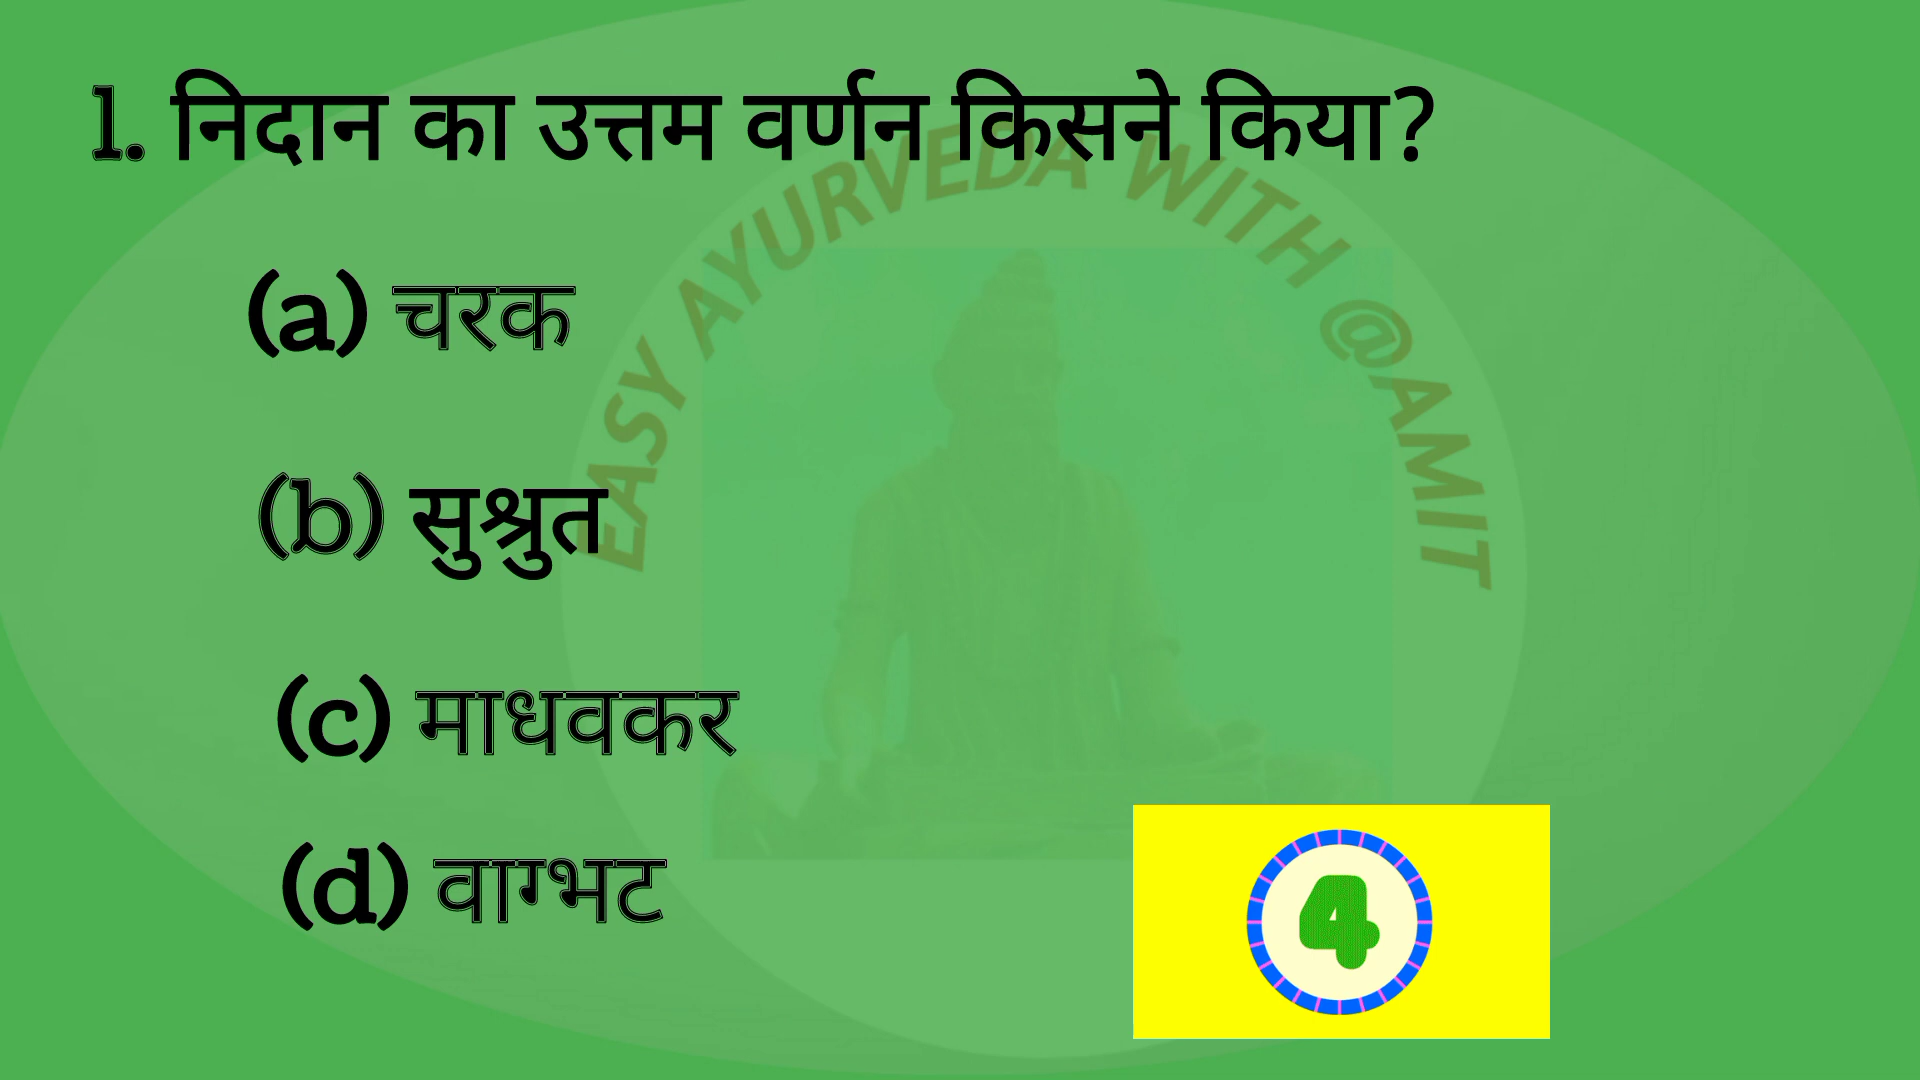 1. निदान का उत्तम वर्णन किसने किया?
EASY AYURVEDA WITH @AMIT
(a) चरक
(b) सुश्रुत
(c) माधवकर
(d) वाग्भट
4